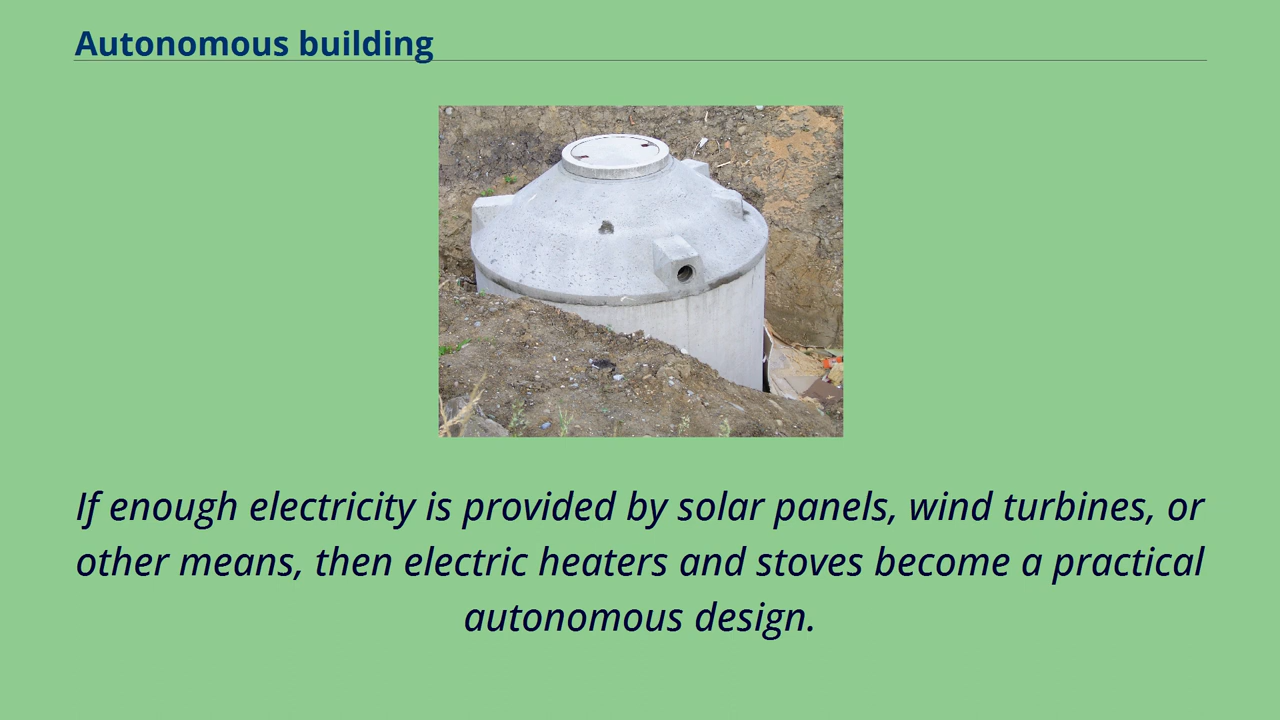 Autonomous building
If enough electricity is provided by solar panels, wind turbines, or
other means, then electric heaters and stoves become a practical
autonomous design.